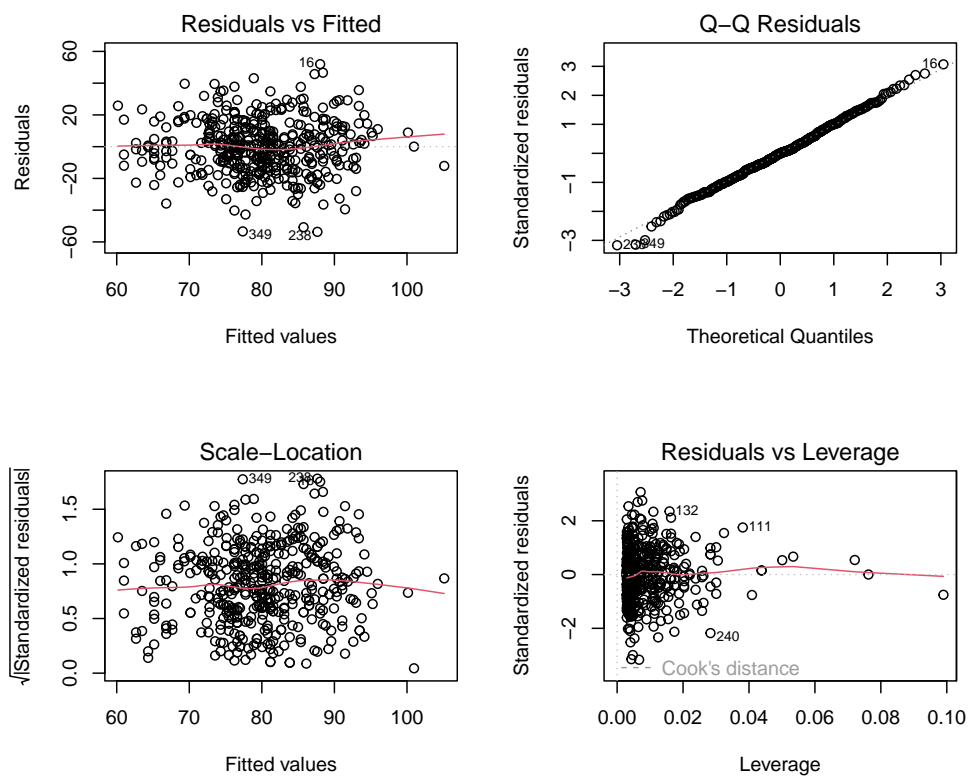 Residuals vs Fitted
Residuals
60
20
−20
−60
16
349
238
60 70 80 90 100
Fitted values
Q−Q Residuals
Standardized residuals
3
2
1
−1
−3
16
349
−3 −2 −1 0 1 2 3
Theoretical Quantiles
Scale−Location
√|Standardized residuals|
1.5
1.0
0.5
0.0
349
238
60 70 80 90 100
Fitted values
Residuals vs Leverage
Standardized residuals
2
0
−2
132
111
240
Cook's distance
0.00 0.02 0.04 0.06 0.08 0.10
Leverage